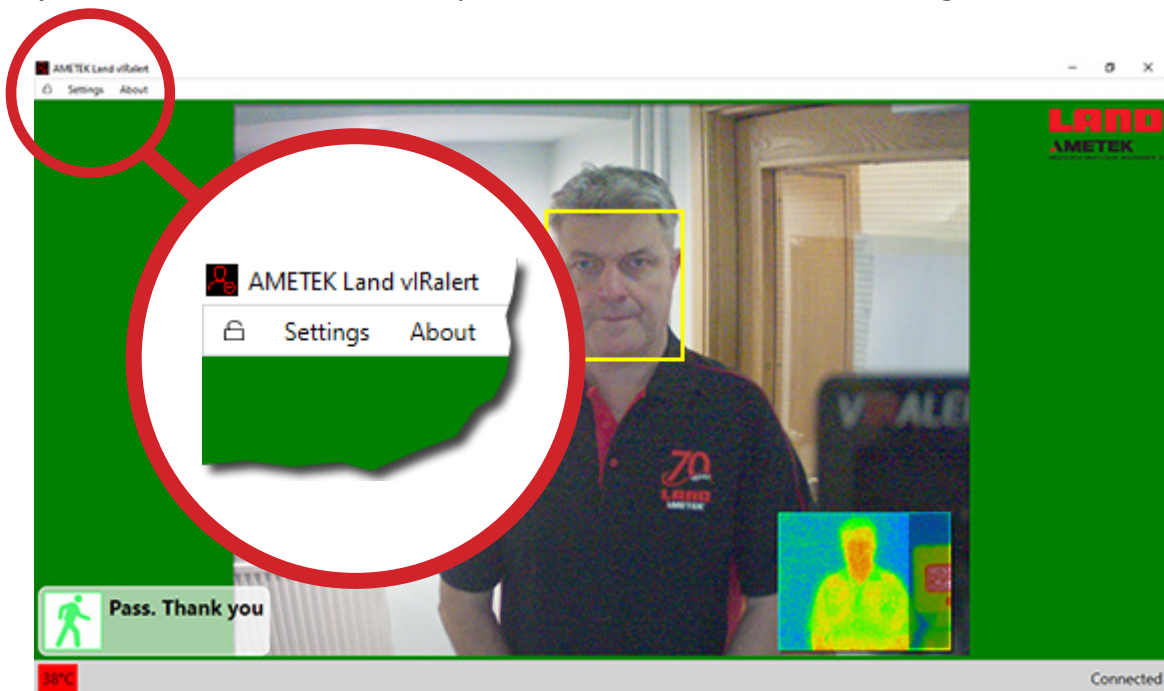 AMETEK Land vIRalert
Settings About
LAND
AMETEK
AMETEK Land vIRalert
Settings About
V ALE
70
LAND
AMETEK
Pass. Thank you
38°C
Connected